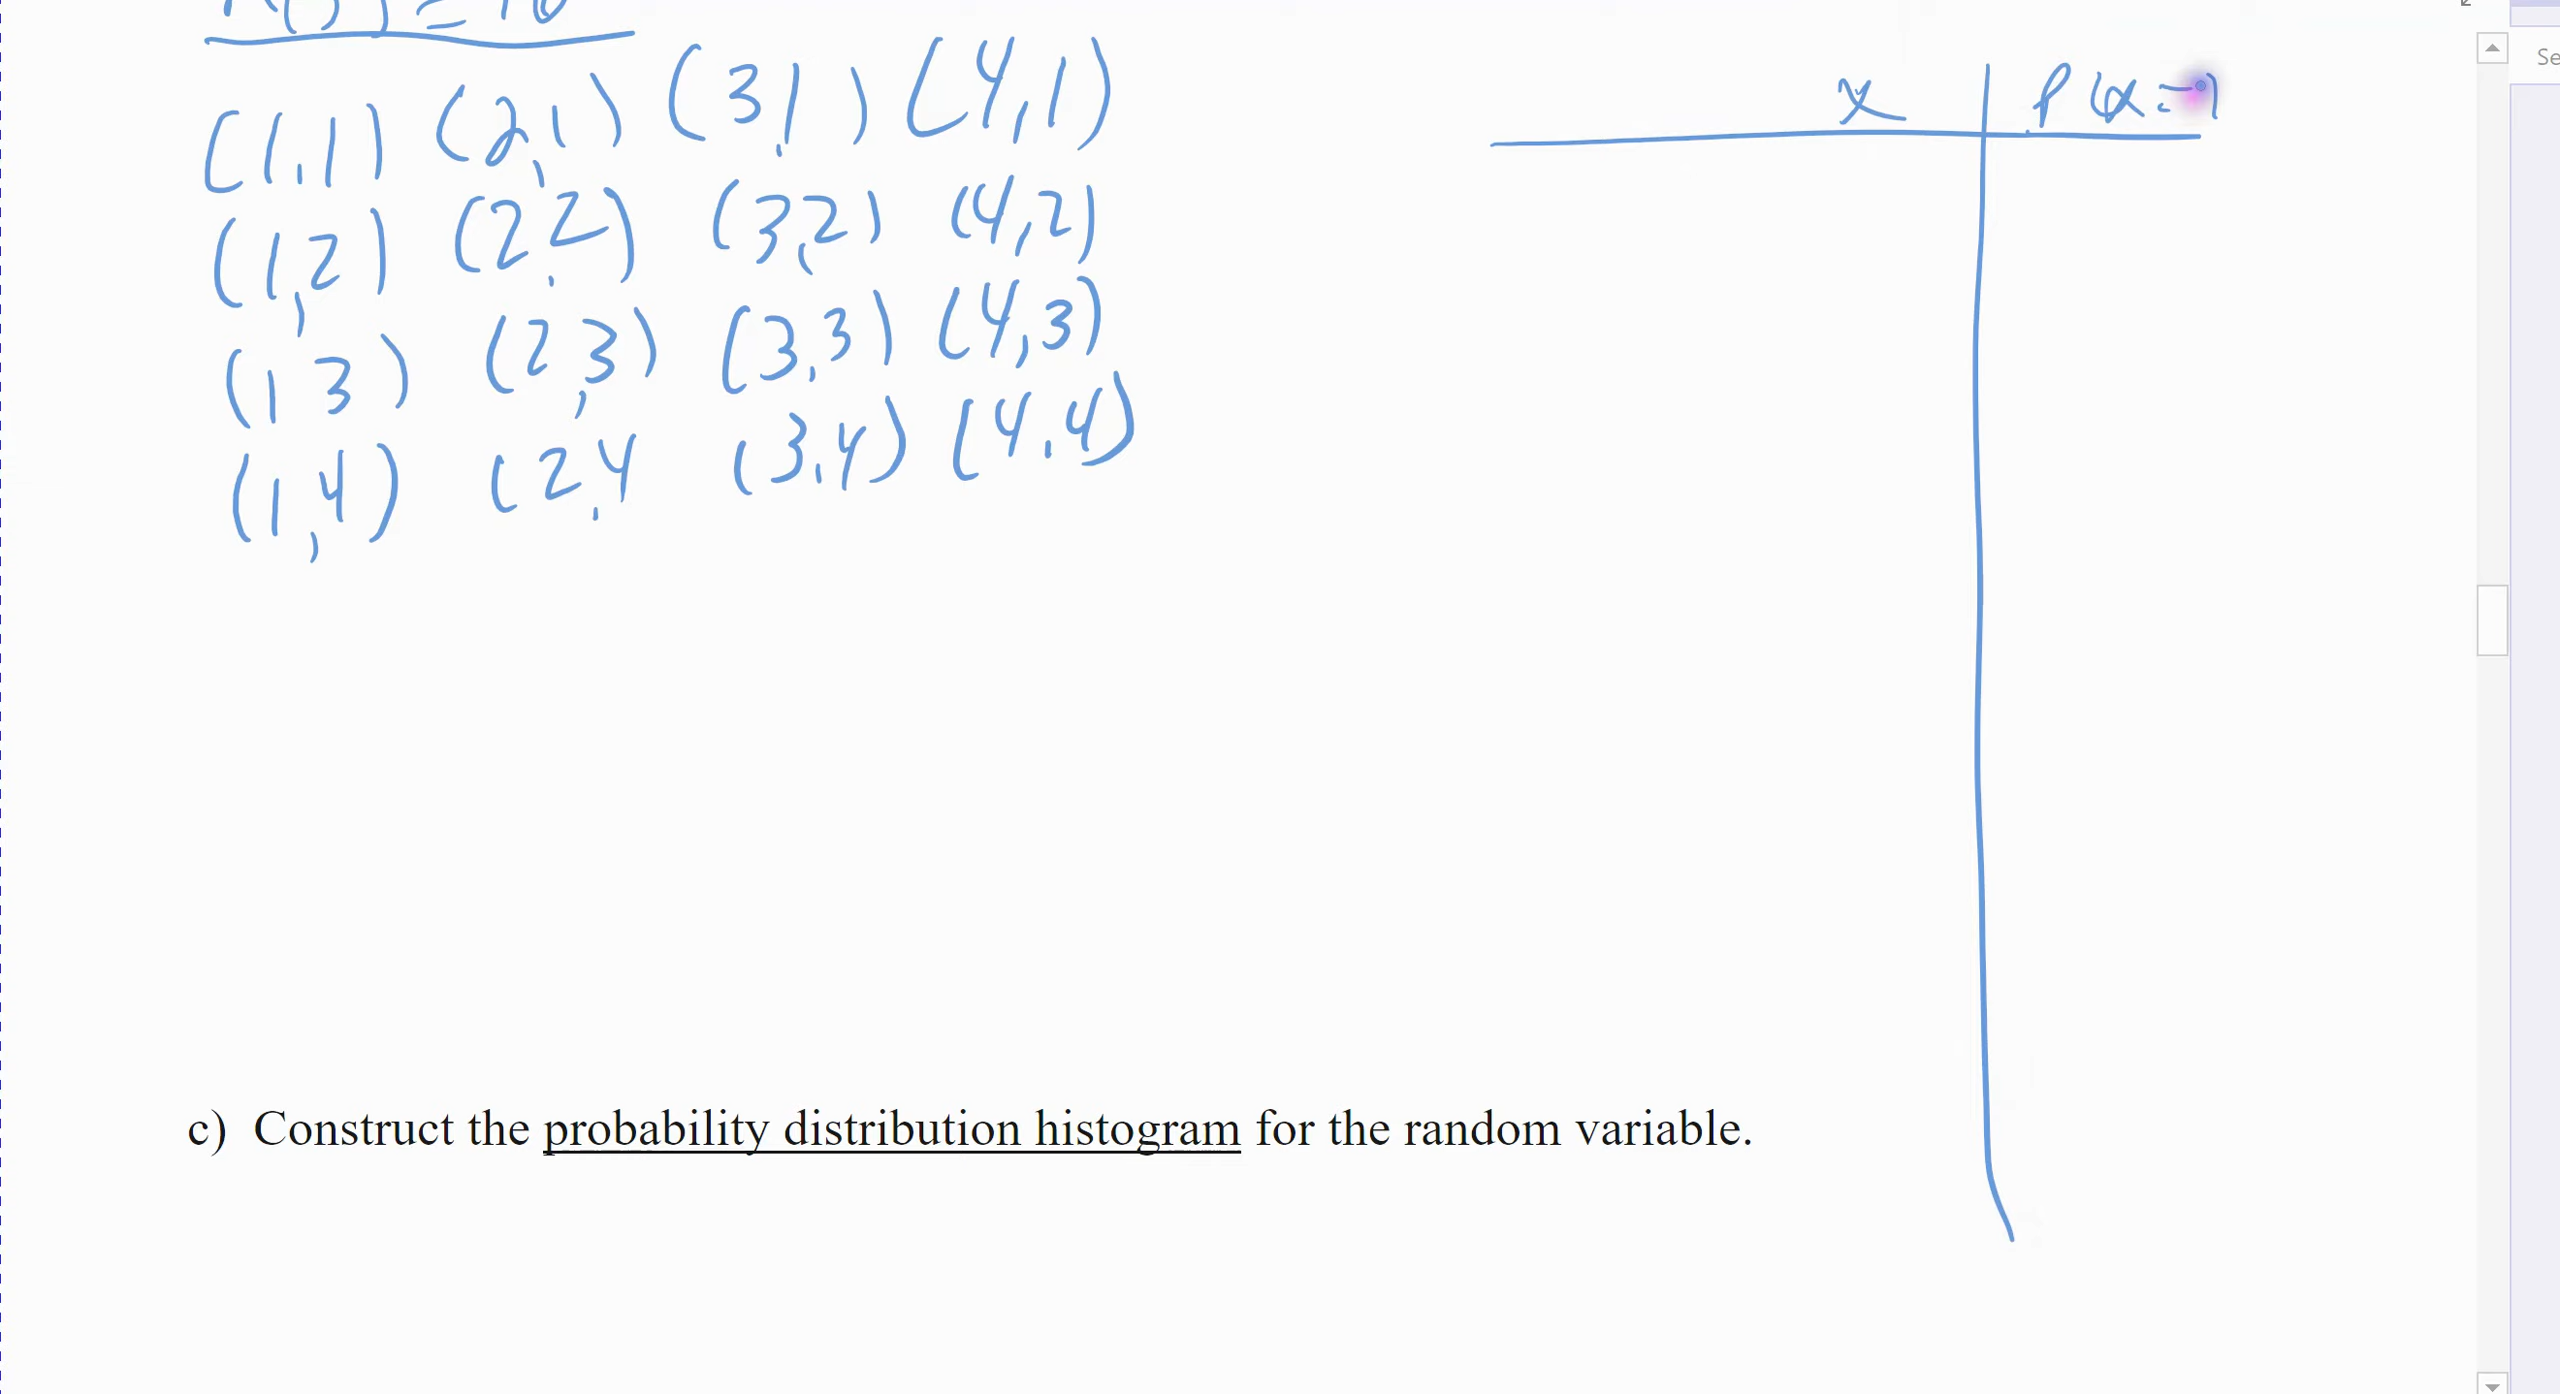 n(S) = 16
(1,1) (2,1) (3,1) (4,1)
x | P(x=
(1,2) (2,2) (3,2) (4,2)
(1 3) (2,3) (3,3) (4,3)
(1,4) (2,4 (3,4) (4,4)
c) Construct the probability distribution histogram for the random variable.
Se